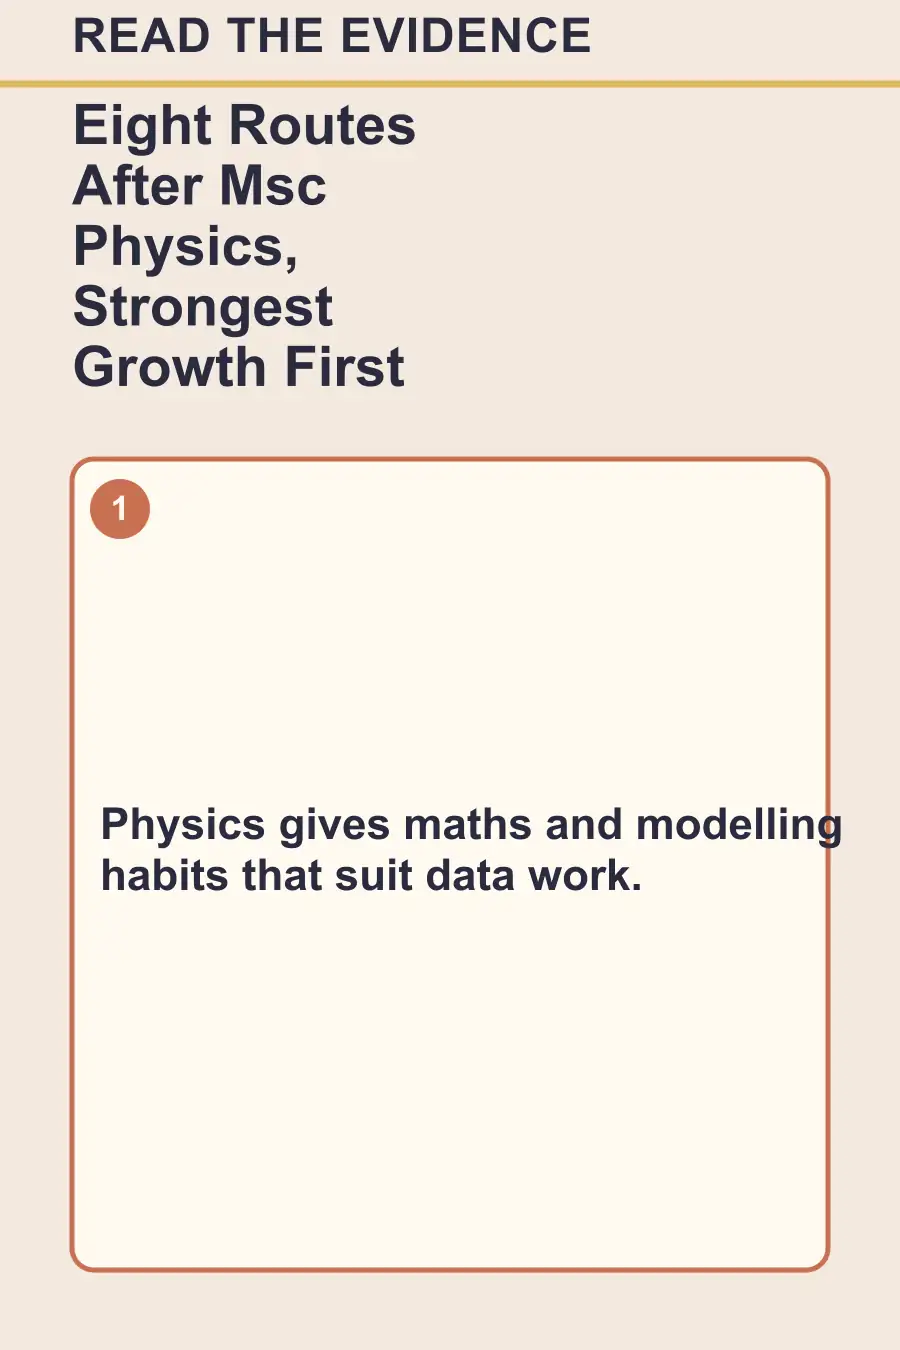 READ THE EVIDENCE
Eight Routes
After Msc
Physics,
Strongest
Growth First
1
Physics gives maths and modelling
habits that suit data work.